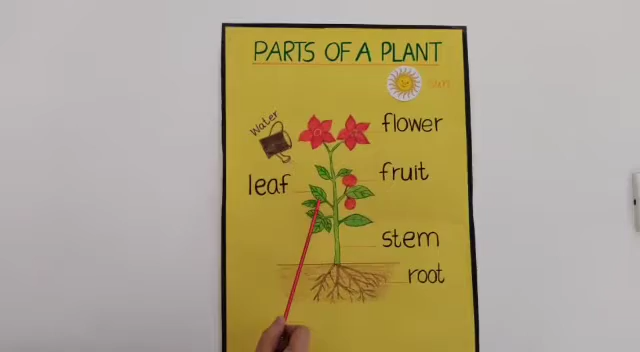 PARTS OF A PLANT
sun
Water
flower
fruit
leaf
stem
root